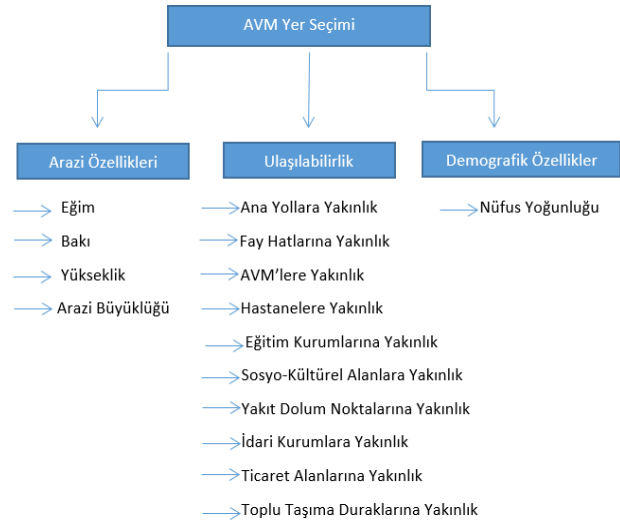 AVM Yer Seçimi
Arazi Özellikleri
Eğim
Bakı
Yükseklik
Arazi Büyüklüğü
Ulaşılabilirlik
Ana Yollara Yakınlık
Fay Hatlarına Yakınlık
AVM'lere Yakınlık
Hastanelere Yakınlık
Eğitim Kurumlarına Yakınlık
Sosyo-Kültürel Alanlara Yakınlık
Yakıt Dolum Noktalarına Yakınlık
İdari Kurumlara Yakınlık
Ticaret Alanlarına Yakınlık
Toplu Taşıma Duraklarına Yakınlık
Demografik Özellikler
Nüfus Yoğunluğu